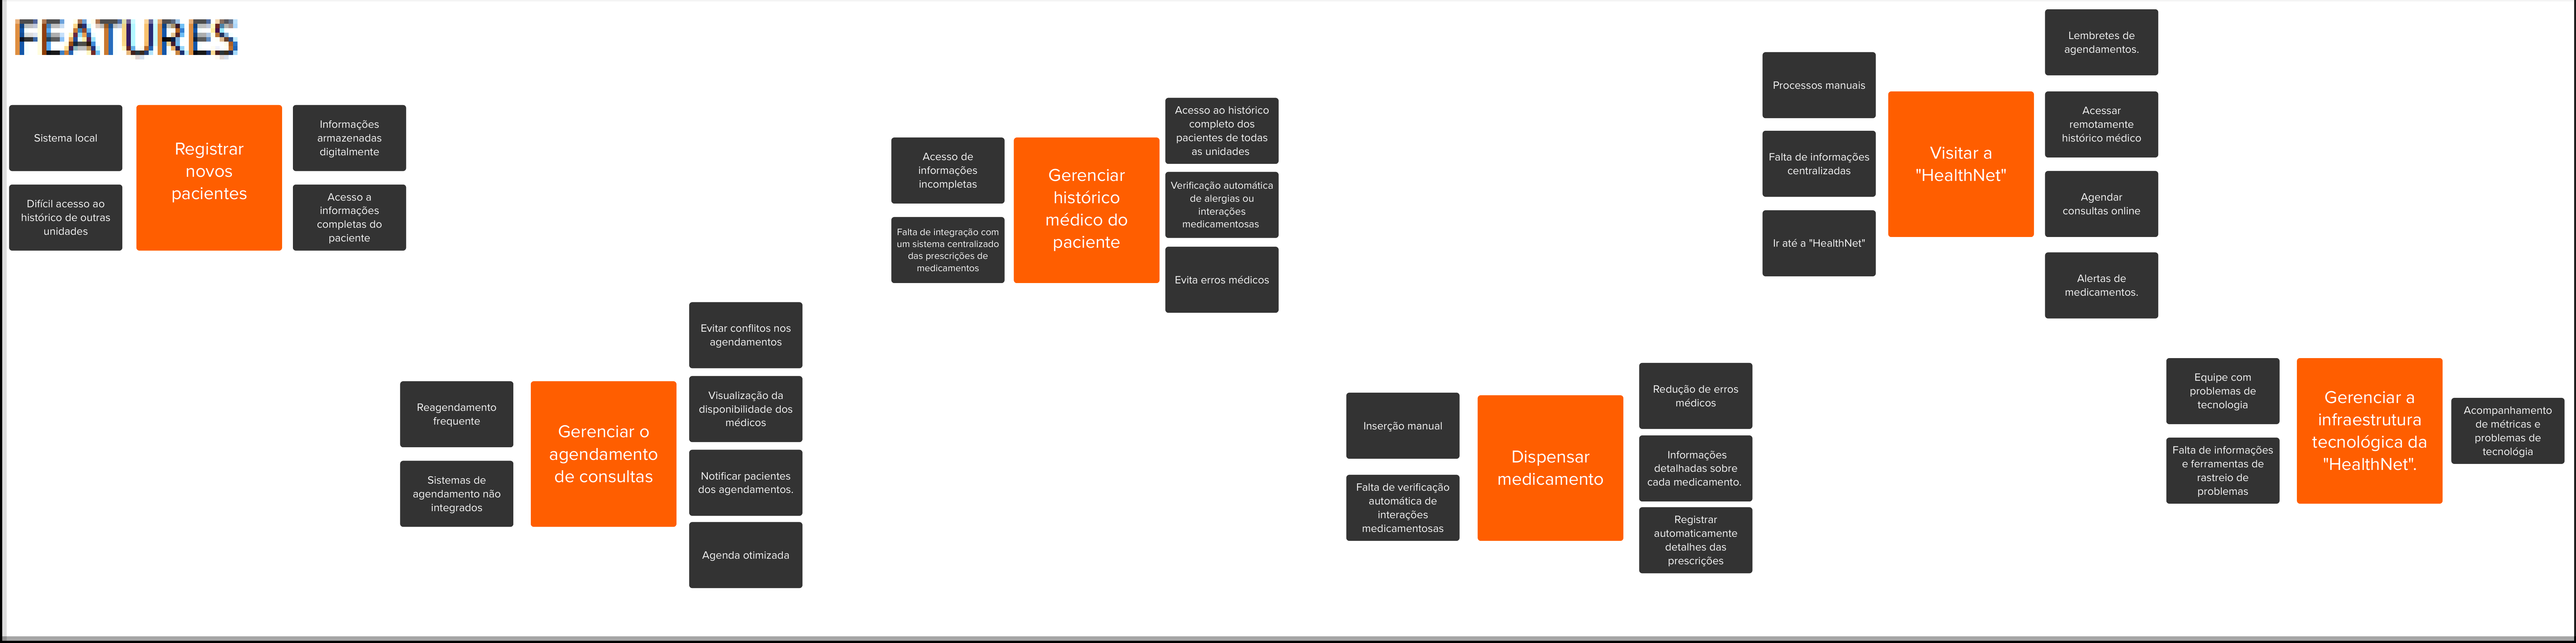 FEATURES
Sistema local
Difícil acesso ao
histórico de outras
unidades
Registrar
novos
pacientes
Informações
armazenadas
digitalmente
Acesso a
informações
completas do
paciente
Reagendamento
frequente
Sistemas de
agendamento não
integrados
Gerenciar o
agendamento
de consultas
Evitar conflitos nos
agendamentos
Visualização da
disponibilidade dos
médicos
Notificar pacientes
dos agendamentos.
Agenda otimizada
Acesso de
informações
incompletas
Falta de integração com
um sistema centralizado
das prescrições de
medicamentos
Gerenciar
histórico
médico do
paciente
Acesso ao histórico
completo dos
pacientes de todas
as unidades
Verificação automática
de alergias ou
interações
medicamentosas
Evita erros médicos
Inserção manual
Falta de verificação
automática de
interações
medicamentosas
Dispensar
medicamento
Redução de erros
médicos
Informações
detalhadas sobre
cada medicamento.
Registrar
automaticamente
detalhes das
prescrições
Processos manuais
Falta de informações
centralizadas
Ir até a "HealthNet"
Visitar a
"HealthNet"
Lembretes de
agendamentos.
Acessar
remotamente
histórico médico
Agendar
consultas online
Alertas de
medicamentos.
Equipe com
problemas de
tecnologia
Falta de informações
e ferramentas de
rastreio de
problemas
Gerenciar a
infraestrutura
tecnológica da
"HealthNet".
Acompanhamento
de métricas e
problemas de
tecnológia